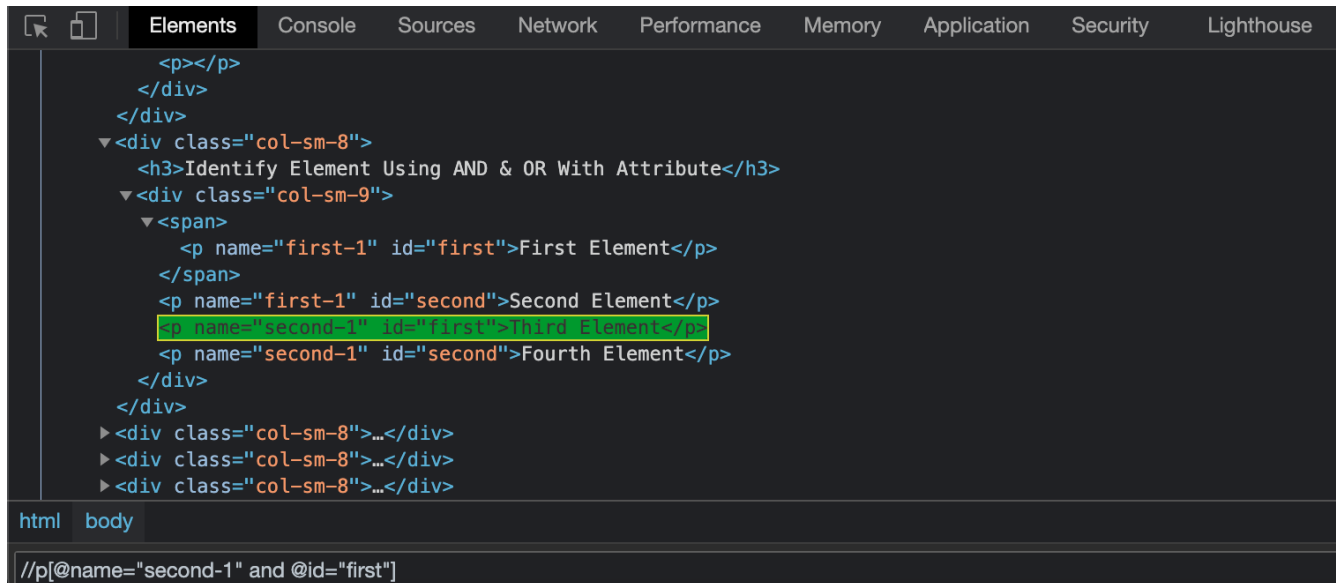 Elements Console Sources Network Performance Memory Application Security Lighthouse
<p></p>
</div>
</div>
▼<div class="col-sm-8">
<h3>Identify Element Using AND & OR With Attribute</h3>
▼<div class="col-sm-9">
▼<span>
<p name="first-1" id="first">First Element</p>
</span>
<p name="first-1" id="second">Second Element</p>
<p name="second-1" id="first">Third Element</p>
<p name="second-1" id="second">Fourth Element</p>
</div>
</div>
▶<div class="col-sm-8">…</div>
▶<div class="col-sm-8">…</div>
▶<div class="col-sm-8">…</div>
html body
//p[@name="second-1" and @id="first"]